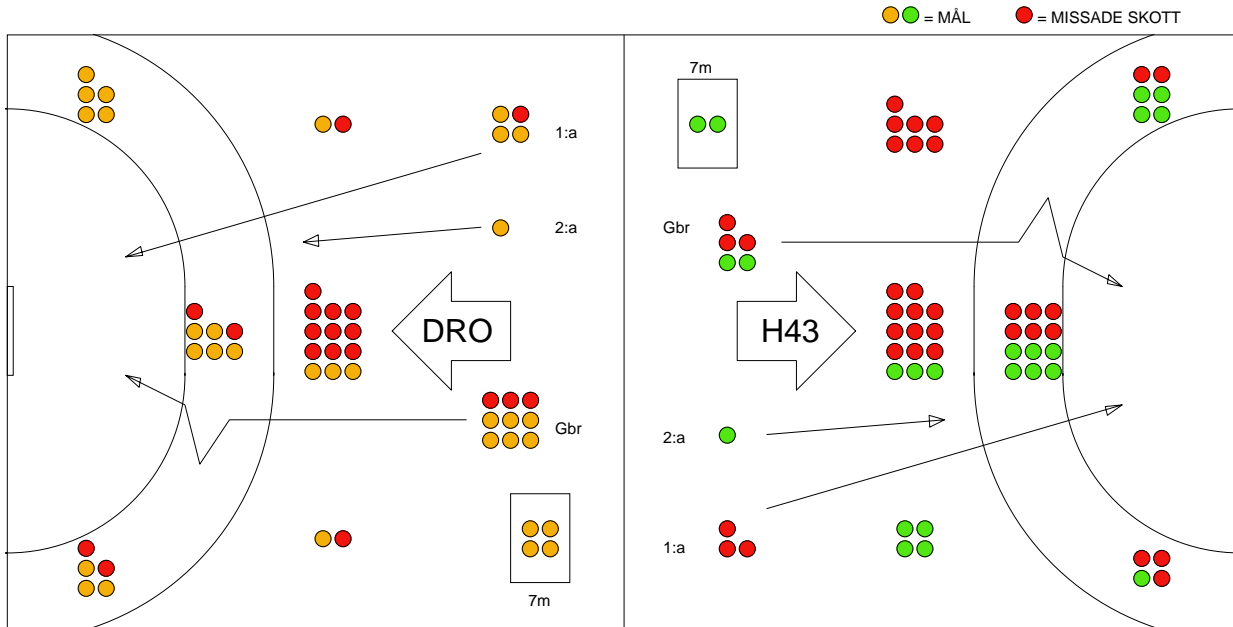 = MÅL
= MISSADE SKOTT
7m
1:a
Gbr
2:a
DRO
H43
Gbr
2:a
1:a
7m